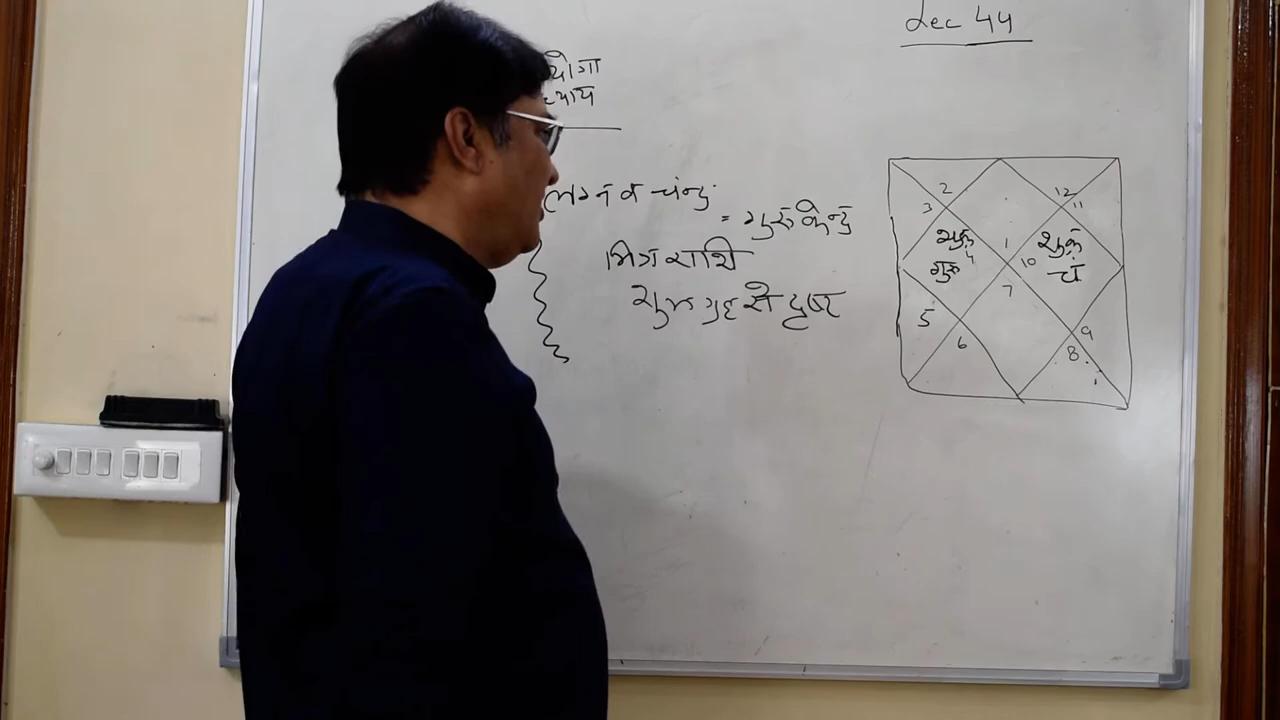 Lec 44
योगा
ध्याय
लग्न व चंद्र
= गुरु केन्द्र
मित्र राशि
शुभ ग्रह से दृष्ट
2 12
3 11
शुक्र 4 1 शुक्र
गुरु 10 चं
7
5 9
6 8